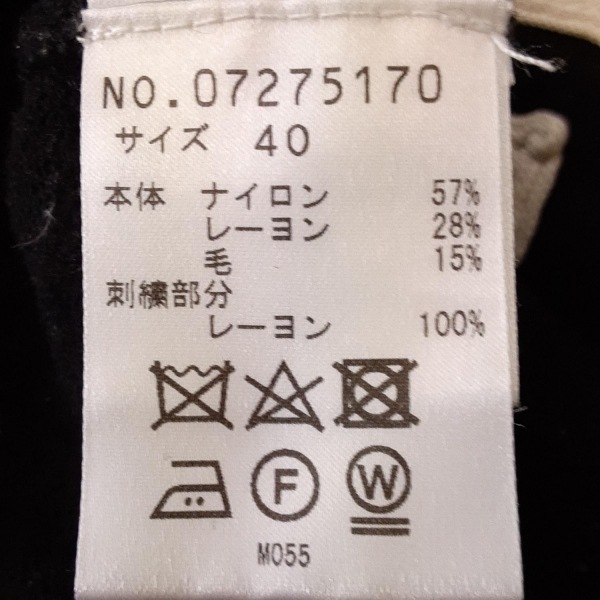 NO.07275170
サイズ 40
本体 ナイロン 57%
レーヨン 28%
毛 15%
刺繍部分
レーヨン 100%
F W
M055